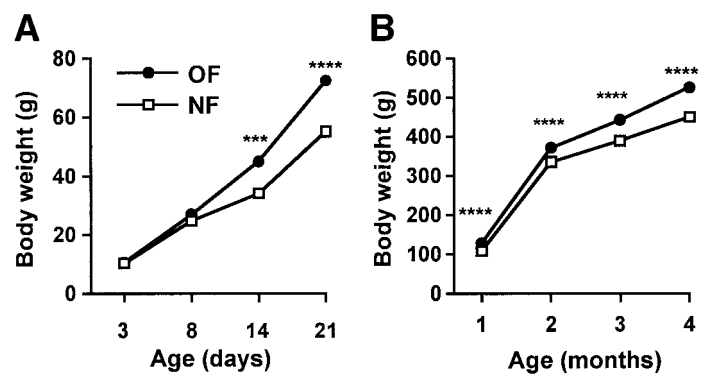 A
Body weight (g)
80
60
40
20
0
OF
NF
***
****
3 8 14 21
Age (days)
B
Body weight (g)
600
500
400
300
200
100
0
****
****
****
****
1 2 3 4
Age (months)